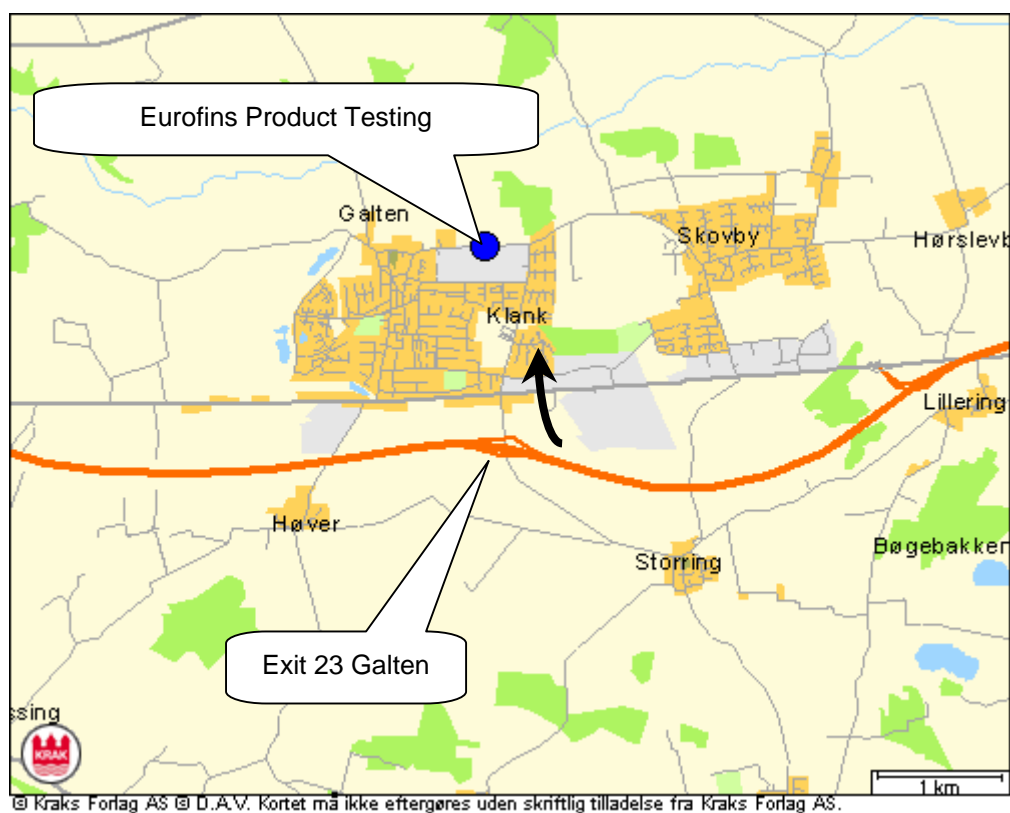 Eurofins Product Testing
Galten
Skovby
Hørslevb
Klank
Lillering
Høver
Storring
Bøgebakken
Exit 23 Galten
ssing
KRAK
1 km
© Kraks Forlag AS © D.A.V. Kortet må ikke eftergøres uden skriftlig tilladelse fra Kraks Forlag AS.